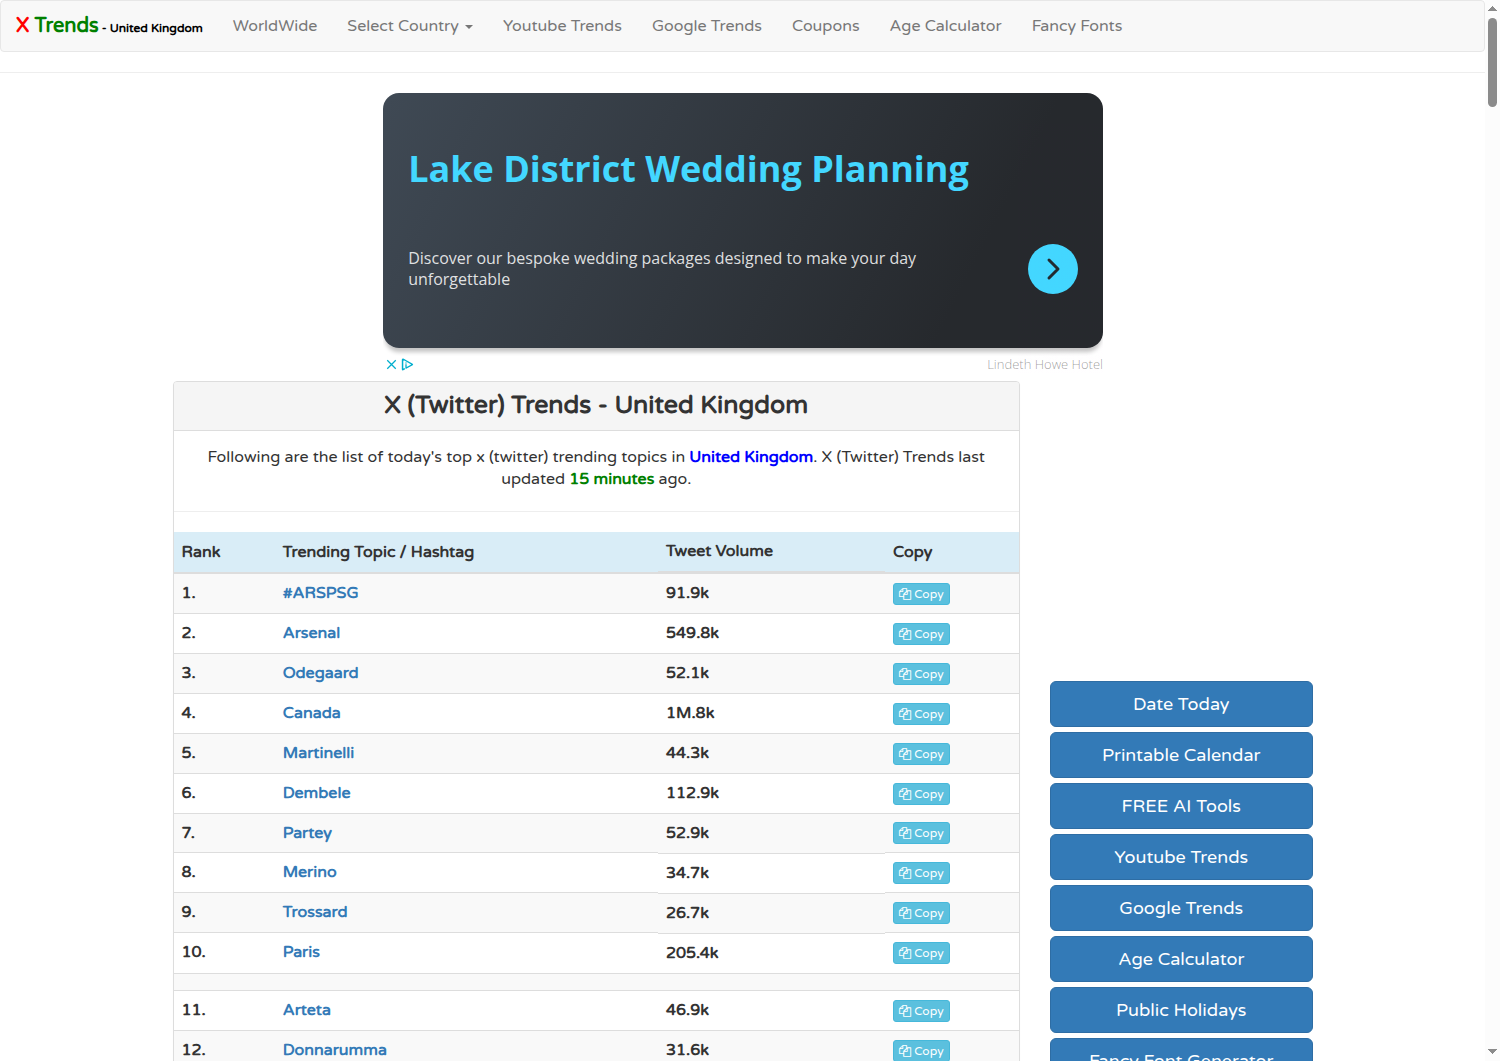 X Trends - United Kingdom WorldWide Select Country Youtube Trends Google Trends Coupons Age Calculator Fancy Fonts
Lake District Wedding Planning
Discover our bespoke wedding packages designed to make your day
unforgettable
Lindeth Howe Hotel
X (Twitter) Trends - United Kingdom
Following are the list of today's top x (twitter) trending topics in United Kingdom. X (Twitter) Trends last
updated 15 minutes ago.
Rank Trending Topic / Hashtag Tweet Volume Copy
1. #ARSPSG 91.9k Copy
2. Arsenal 549.8k Copy
3. Odegaard 52.1k Copy
4. Canada 1M.8k Copy
5. Martinelli 44.3k Copy
6. Dembele 112.9k Copy
7. Partey 52.9k Copy
8. Merino 34.7k Copy
9. Trossard 26.7k Copy
10. Paris 205.4k Copy
11. Arteta 46.9k Copy
12. Donnarumma 31.6k Copy
Date Today
Printable Calendar
FREE AI Tools
Youtube Trends
Google Trends
Age Calculator
Public Holidays
Fancy Font Generator